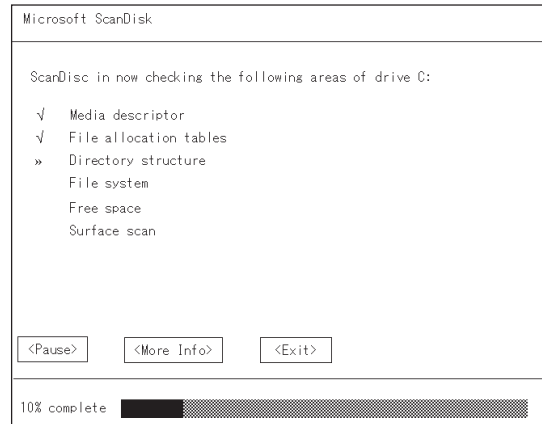 Microsoft ScanDisk
ScanDisc in now checking the following areas of drive C:
√ Media descriptor
√ File allocation tables
» Directory structure
File system
Free space
Surface scan
<Pause> <More Info> <Exit>
10% complete